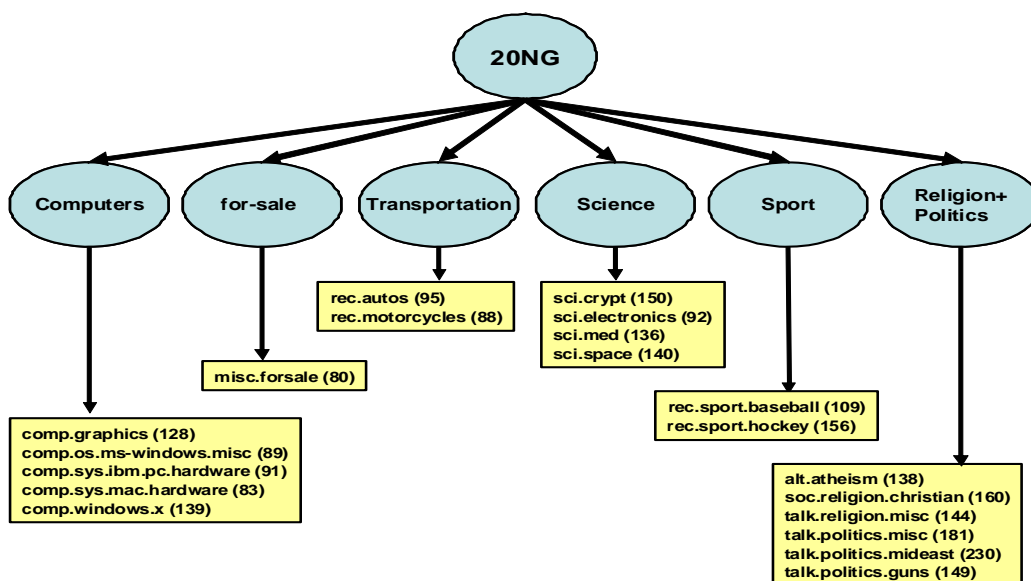 20NG
Computers
for-sale
Transportation
Science
Sport
Religion+
Politics
rec.autos (95)
rec.motorcycles (88)
sci.crypt (150)
sci.electronics (92)
sci.med (136)
sci.space (140)
misc.forsale (80)
rec.sport.baseball (109)
rec.sport.hockey (156)
comp.graphics (128)
comp.os.ms-windows.misc (89)
comp.sys.ibm.pc.hardware (91)
comp.sys.mac.hardware (83)
comp.windows.x (139)
alt.atheism (138)
soc.religion.christian (160)
talk.religion.misc (144)
talk.politics.misc (181)
talk.politics.mideast (230)
talk.politics.guns (149)